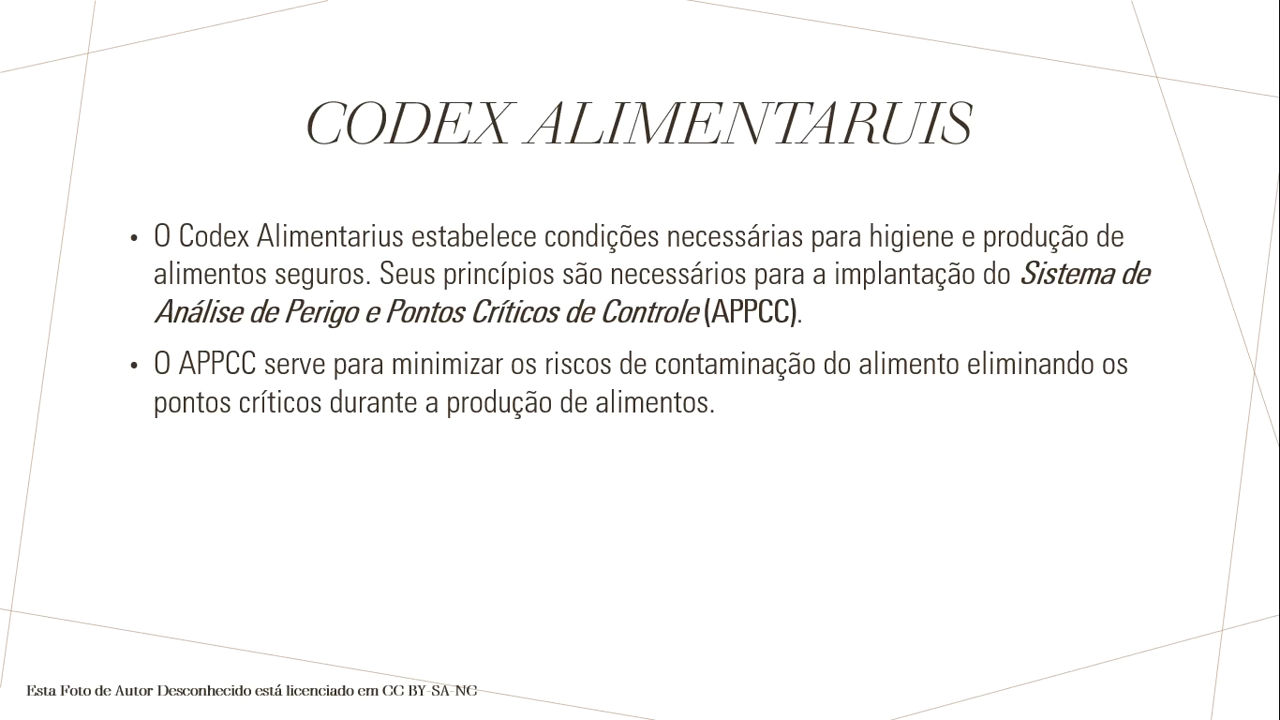 CODEX ALIMENTARUIS
• O Codex Alimentarius estabelece condições necessárias para higiene e produção de
alimentos seguros. Seus princípios são necessários para a implantação do Sistema de
Análise de Perigo e Pontos Críticos de Controle (APPCC).
• O APPCC serve para minimizar os riscos de contaminação do alimento eliminando os
pontos críticos durante a produção de alimentos.
Esta Foto de Autor Desconhecido está licenciado em CC BY-SA-NC